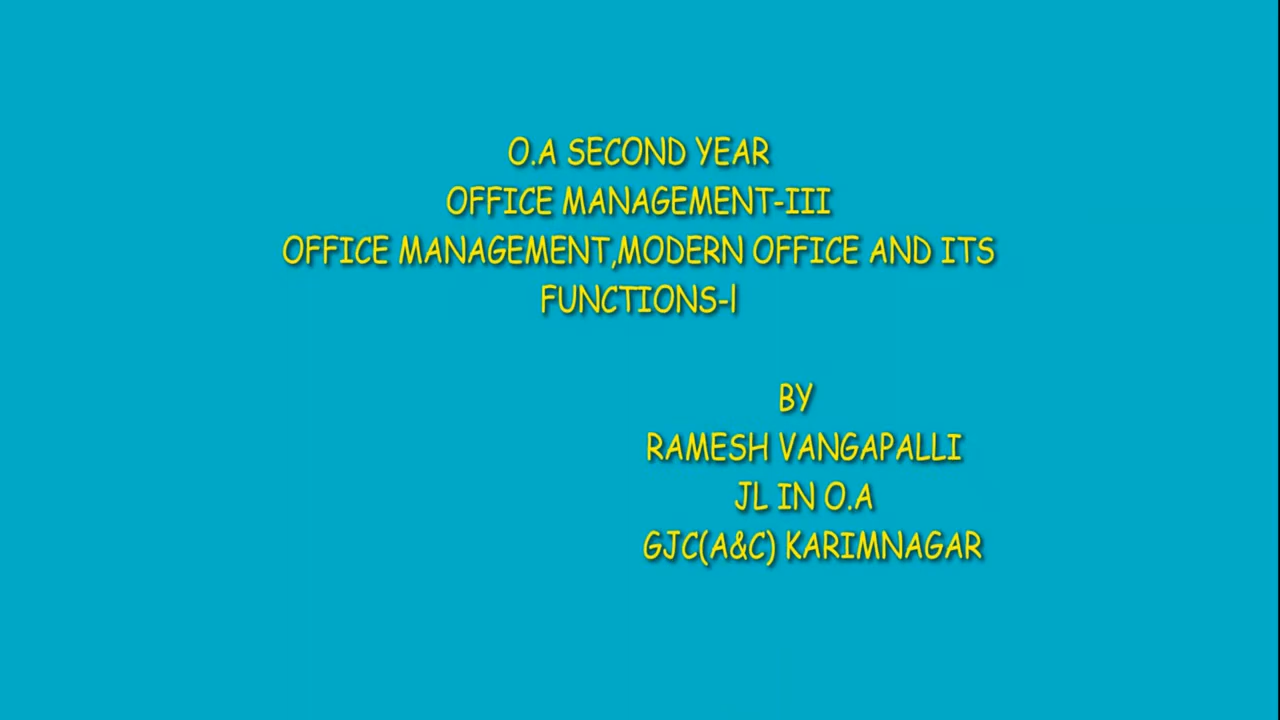 O.A SECOND YEAR
OFFICE MANAGEMENT-III
OFFICE MANAGEMENT,MODERN OFFICE AND ITS
FUNCTIONS-l
BY
RAMESH VANGAPALLI
JL IN O.A
GJC(A&C) KARIMNAGAR